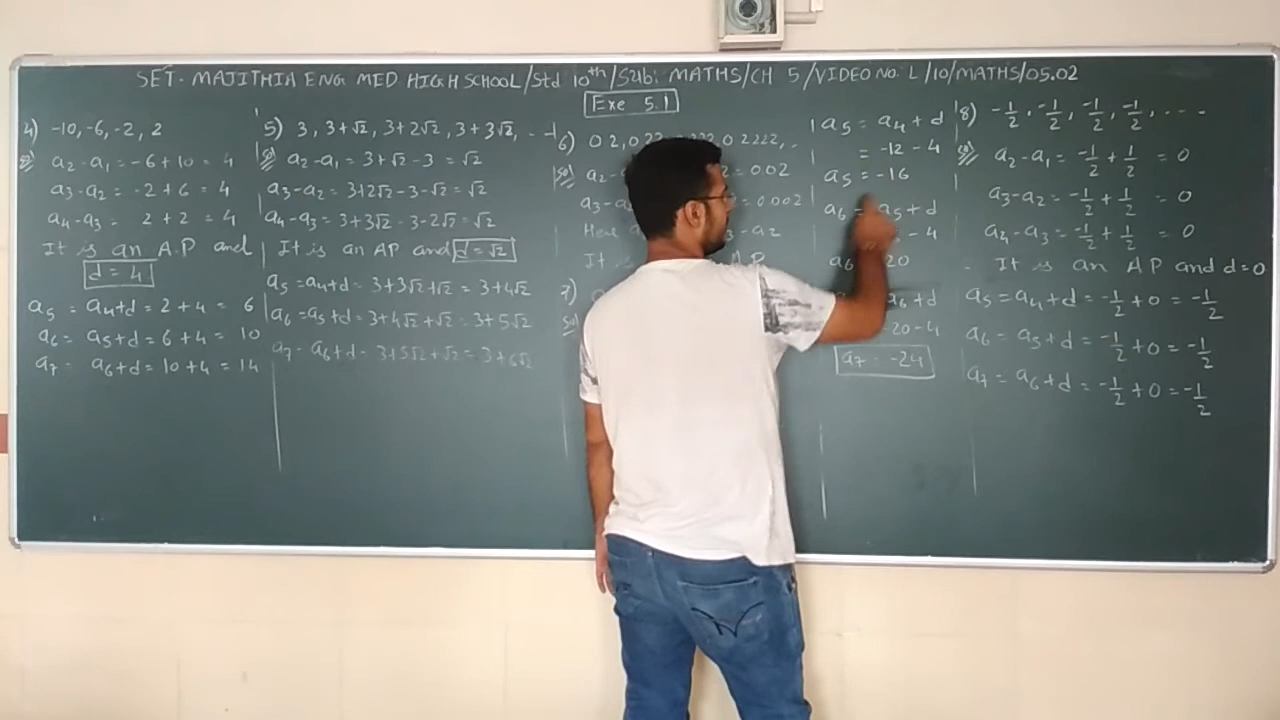 SET- MAJITHIA ENG MED HIGH SCHOOL/Std 10th/SUB: MATHS/CH 5/VIDEO NO. L/10/MATHS/05.02
Exe 5.1
4) -10, -6, -2, 2
a2 - a1 = -6 + 10 = 4
a3 - a2 = -2 + 6 = 4
a4 - a3 = 2 + 2 = 4
It is an A.P and
d = 4
a5 = a4 + d = 2 + 4 = 6
a6 = a5 + d = 6 + 4 = 10
a7 = a6 + d = 10 + 4 = 14
5) 3, 3+√2, 3+2√2, 3+3√2, ...
a2 - a1 = 3+√2 - 3 = √2
a3 - a2 = 3+2√2 - 3 - √2 = √2
a4 - a3 = 3+3√2 - 3 - 2√2 = √2
It is an AP and d = √2
a5 = a4 + d = 3+3√2+√2 = 3+4√2
a6 = a5 + d = 3+4√2+√2 = 3+5√2
a7 = a6 + d = 3+5√2+√2 = 3+6√2
6) 0.2, 0.2222, ..
a2 - = 0.02
a3 - = 0.002
Here - a2
It AP
7)
a5 = a4 + d
= -12 - 4
a5 = -16
a6 = a5 + d
- 4
a6 20
a6 + d
-20 - 4
a7 = -24
8) -1/2, -1/2, -1/2, -1/2, ....
a2 - a1 = -1/2 + 1/2 = 0
a3 - a2 = -1/2 + 1/2 = 0
a4 - a3 = -1/2 + 1/2 = 0
It is an AP and d = 0
a5 = a4 + d = -1/2 + 0 = -1/2
a6 = a5 + d = -1/2 + 0 = -1/2
a7 = a6 + d = -1/2 + 0 = -1/2